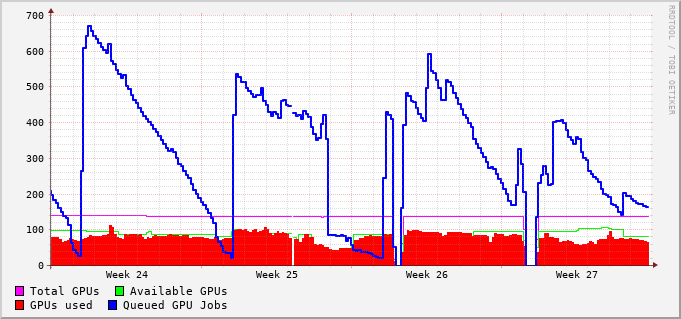 700
600
500
400
300
200
100
0
Week 24 Week 25 Week 26 Week 27
Total GPUs Available GPUs
GPUs used Queued GPU Jobs
RRDTOOL / TOBI OETIKER